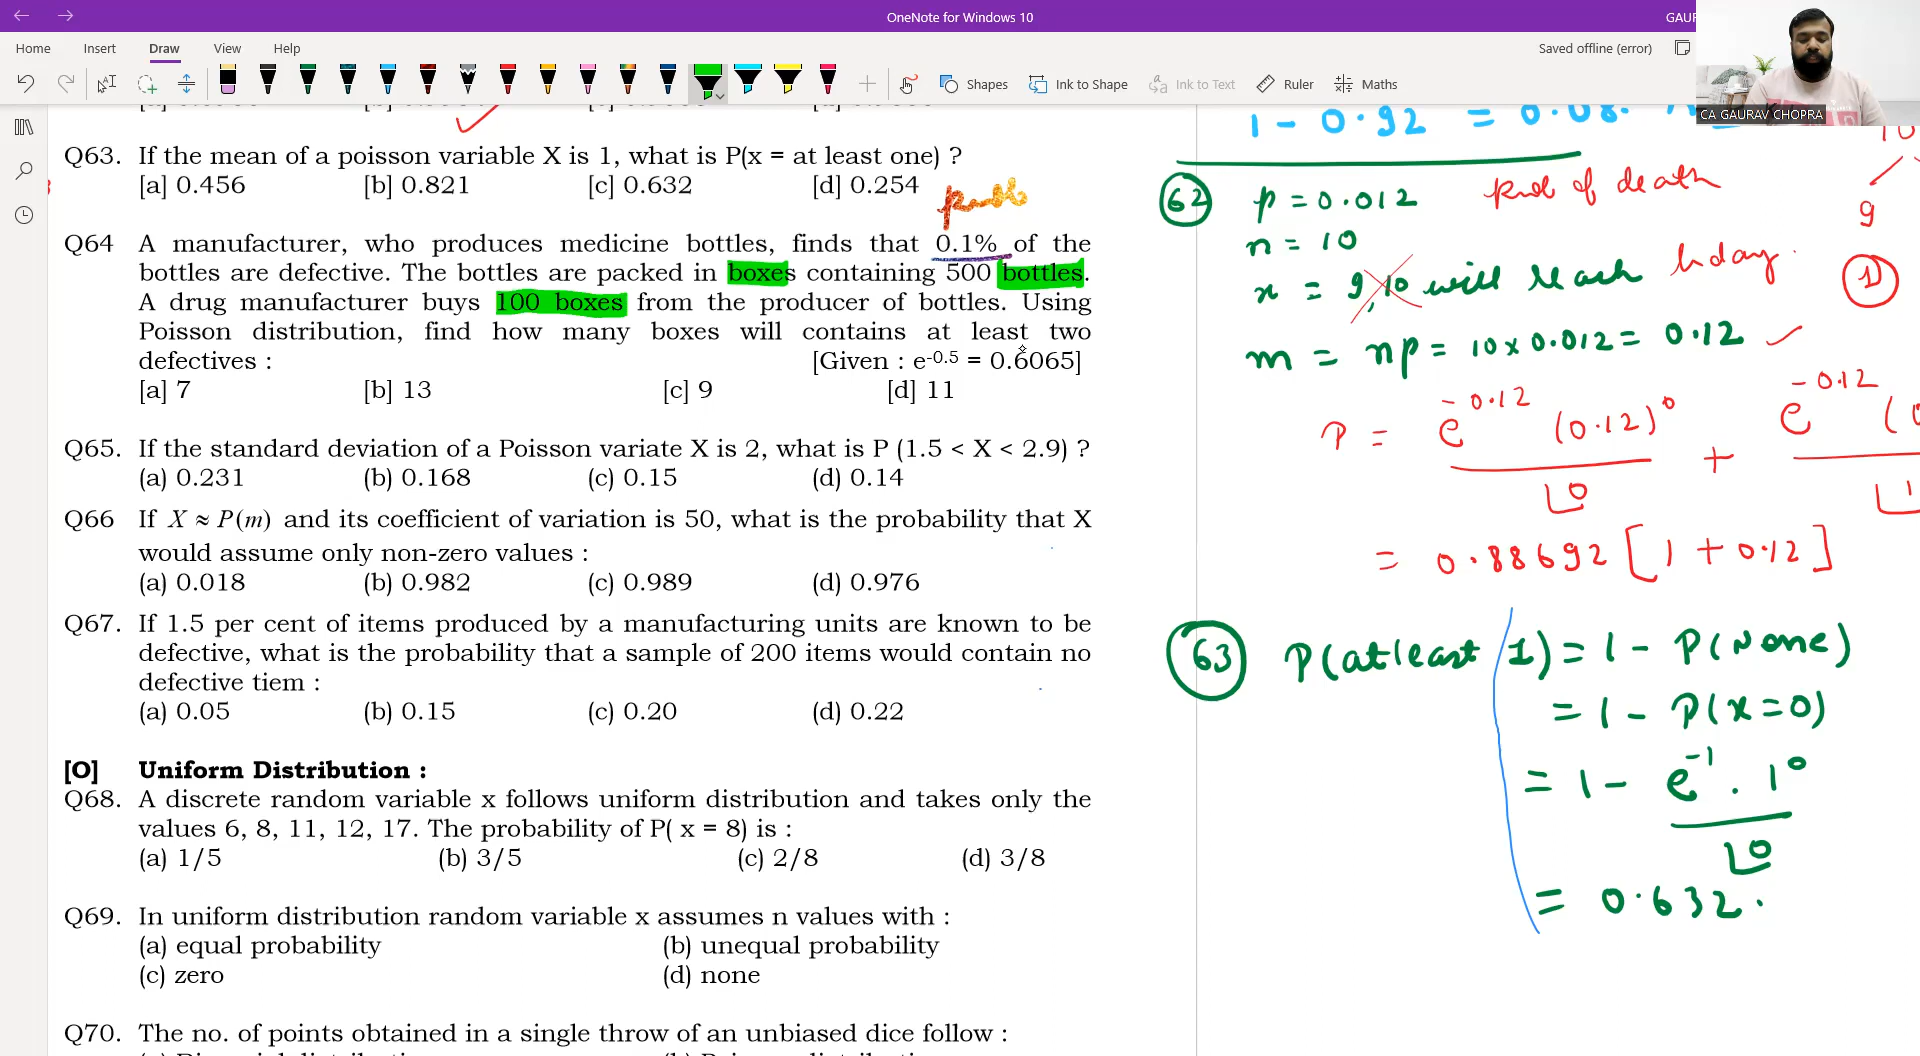 OneNote for Windows 10
GAUR
Home Insert Draw View Help
Saved offline (error)
Shapes Ink to Shape Ink to Text Ruler Maths
CA GAURAV CHOPRA
Q63. If the mean of a poisson variable X is 1, what is P(x = at least one) ?
[a] 0.456 [b] 0.821 [c] 0.632 [d] 0.254
prob
Q64 A manufacturer, who produces medicine bottles, finds that 0.1% of the
bottles are defective. The bottles are packed in boxes containing 500 bottles.
A drug manufacturer buys 100 boxes from the producer of bottles. Using
Poisson distribution, find how many boxes will contains at least two
defectives : [Given : e-0.5 = 0.6065]
[a] 7 [b] 13 [c] 9 [d] 11
Q65. If the standard deviation of a Poisson variate X is 2, what is P (1.5 < X < 2.9) ?
(a) 0.231 (b) 0.168 (c) 0.15 (d) 0.14
Q66 If X ≈ P(m) and its coefficient of variation is 50, what is the probability that X
would assume only non-zero values :
(a) 0.018 (b) 0.982 (c) 0.989 (d) 0.976
Q67. If 1.5 per cent of items produced by a manufacturing units are known to be
defective, what is the probability that a sample of 200 items would contain no
defective tiem :
(a) 0.05 (b) 0.15 (c) 0.20 (d) 0.22
[O] Uniform Distribution :
Q68. A discrete random variable x follows uniform distribution and takes only the
values 6, 8, 11, 12, 17. The probability of P( x = 8) is :
(a) 1/5 (b) 3/5 (c) 2/8 (d) 3/8
Q69. In uniform distribution random variable x assumes n values with :
(a) equal probability (b) unequal probability
(c) zero (d) none
Q70. The no. of points obtained in a single throw of an unbiased dice follow :
1 - 0.92 = 0.08
62 p = 0.012 prob of death
n = 10 9
x = 9,10 will reach hday. 1
m = np = 10 x 0.012 = 0.12
P = e-0.12 (0.12)0 + e-0.12
0 1
= 0.88692 [1 + 0.12]
63 P(atleast 1) = 1 - P(None)
= 1 - P(x=0)
= 1 - e-1 . 10
0
= 0.632.